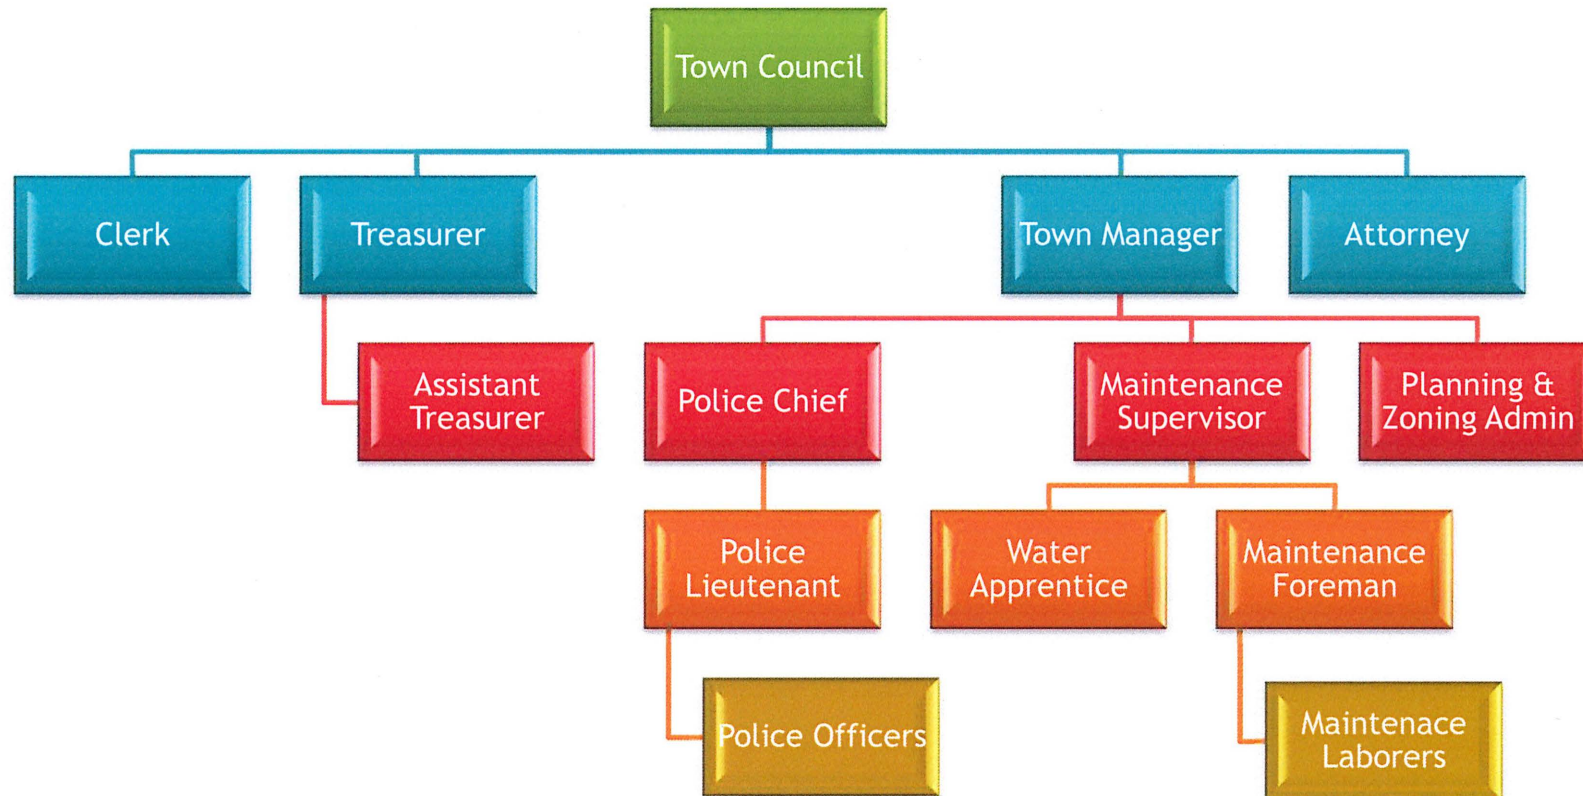 Town Council
Clerk
Treasurer
Town Manager
Attorney
Assistant
Treasurer
Police Chief
Maintenance
Supervisor
Planning &
Zoning Admin
Police
Lieutenant
Water
Apprentice
Maintenance
Foreman
Police Officers
Maintenace
Laborers